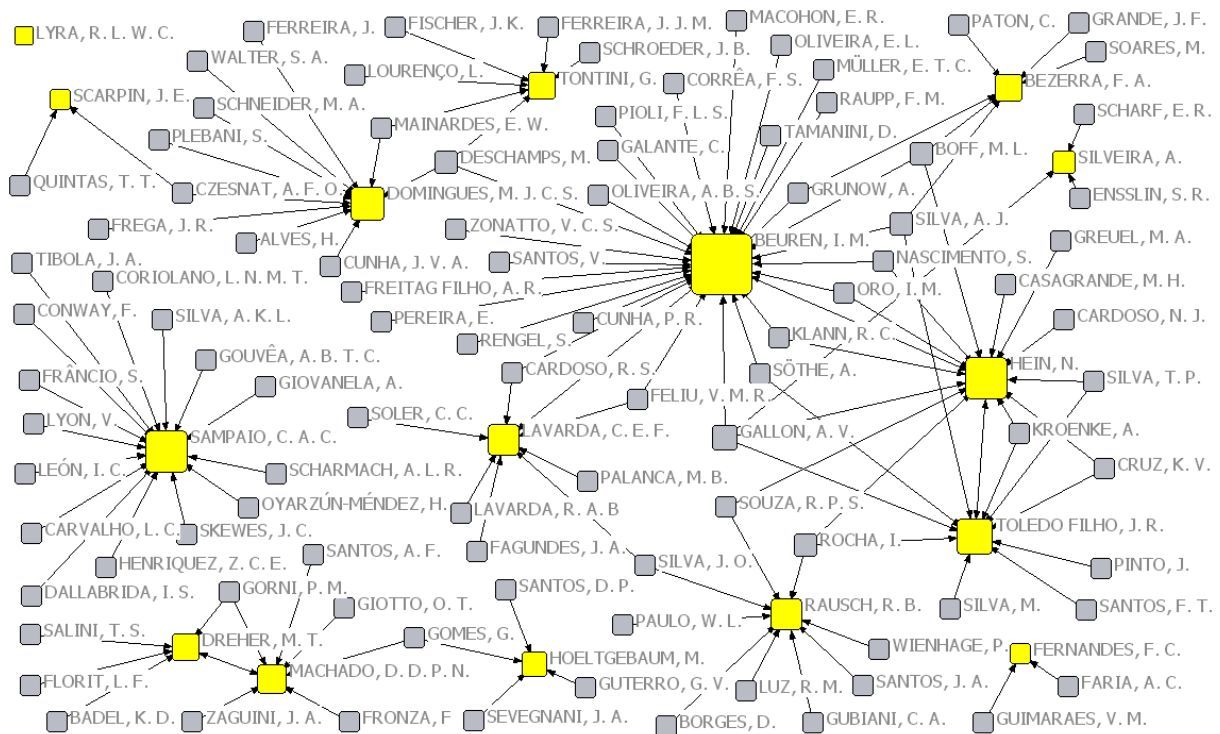 MACOHON, E. R.
FERREIRA, J.
FISCHER, J. K.
FERREIRA, J. J. M.
PATON, C.
GRANDE, J. F.
LYRA, R. L. W. C.
OLIVEIRA, E. L.
SCHROEDER, J. B.
SOARES, M.
WALTER, S. A.
MÜLLER, E. T. C.
LOURENÇO, L.
TONTINI, G.
CORRÊA, F. S.
BEZERRA, F. A.
SCARPIN, J. E.
SCHNEIDER, M. A.
RAUPP, F. M.
PIOLI, F. L. S.
SCHARF, E. R.
MAINARDES, E. W.
TAMANINI, D.
PLEBANI, S.
GALANTE, C.
BOFF, M. L.
DESCHAMPS, M.
SILVEIRA, A.
QUINTAS, T. T.
CZESNAT, A. F. O.
DOMINGUES, M. J. C. S.
OLIVEIRA, A. B. S.
GRUNOW, A.
ENSSLIN, S. R.
FREGA, J. R.
ZONATTO, V. C. S.
SILVA, A. J.
ALVES, H.
BEUREN, I. M.
GREUEL, M. A.
TIBOLA, J. A.
CUNHA, J. V. A.
SANTOS, V.
NASCIMENTO, S.
CORIOLANO, L. N. M. T.
FREITAG FILHO, A. R.
ORO, I. M.
CASAGRANDE, M. H.
CONWAY, F.
SILVA, A. K. L.
PEREIRA, E.
CUNHA, P. R.
KLANN, R. C.
CARDOSO, N. J.
RENGEL, S.
GOUVÊA, A. B. T. C.
CARDOSO, R. S.
SÖTHE, A.
HEIN, N.
FRÂNCIO, S.
GIOVANELA, A.
SILVA, T. P.
FELIU, V. M. R.
SOLER, C. C.
LYON, V.
LAVARDA, C. E. F.
GALLON, A. V.
KROENKE, A.
SAMPAIO, C. A. C.
LEÓN, I. C.
SCHARMACH, A. L. R.
PALANCA, M. B.
CRUZ, K. V.
OYARZÚN-MÉNDEZ, H.
LAVARDA, R. A. B
SOUZA, R. P. S.
CARVALHO, L. C.
SKEWES, J. C.
TOLEDO FILHO, J. R.
ROCHA, I.
SANTOS, A. F.
FAGUNDES, J. A.
HENRIQUEZ, Z. C. E.
SILVA, J. O.
PINTO, J.
DALLABRIDA, I. S.
GORNI, P. M.
SANTOS, D. P.
GIOTTO, O. T.
RAUSCH, R. B.
SILVA, M.
SANTOS, F. T.
PAULO, W. L.
SALINI, T. S.
DREHER, M. T.
GOMES, G.
WIENHAGE, P.
FERNANDES, F. C.
MACHADO, D. D. P. N.
HOELTGEBAUM, M.
FLORIT, L. F.
GUTERRO, G. V.
LUZ, R. M.
SANTOS, J. A.
FARIA, A. C.
BADEL, K. D.
ZAGUINI, J. A.
FRONZA, F
SEVEGNANI, J. A.
BORGES, D.
GUBIANI, C. A.
GUIMARAES, V. M.